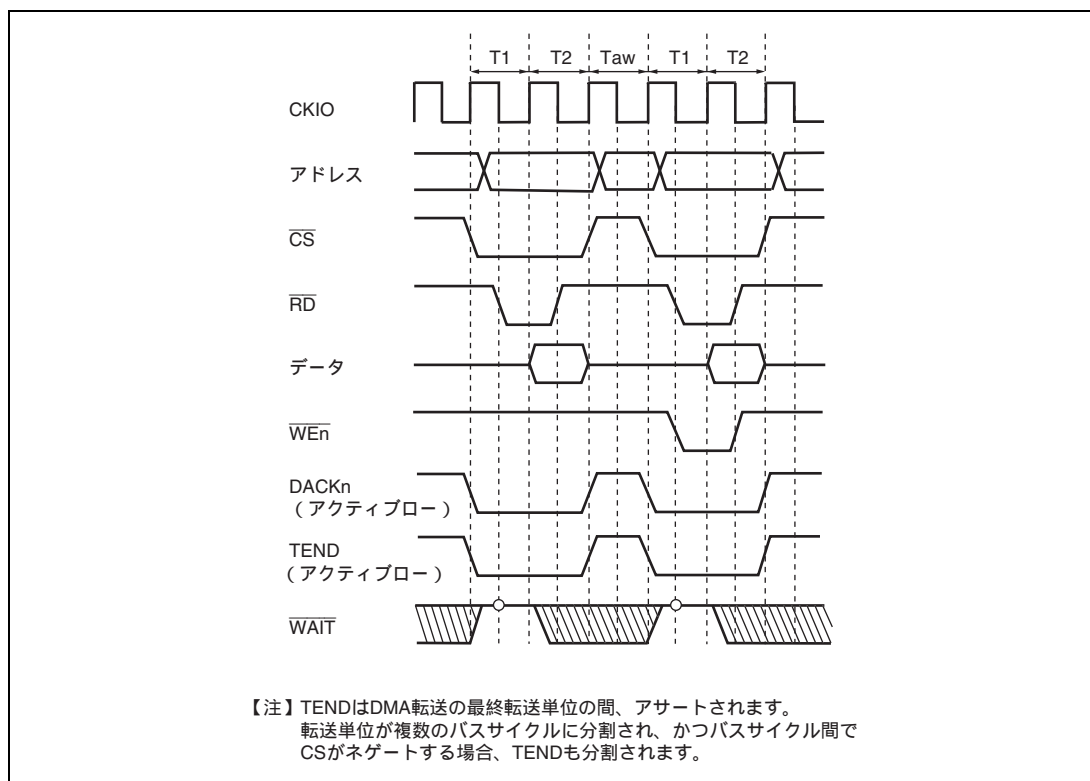 T1 T2 Taw T1 T2
CKIO
アドレス
CS
RD
データ
WEn
DACKn
(アクティブロー)
TEND
(アクティブロー)
WAIT
【注】TENDはDMA転送の最終転送単位の間、アサートされます。
転送単位が複数のバスサイクルに分割され、かつバスサイクル間で
CSがネゲートする場合、TENDも分割されます。